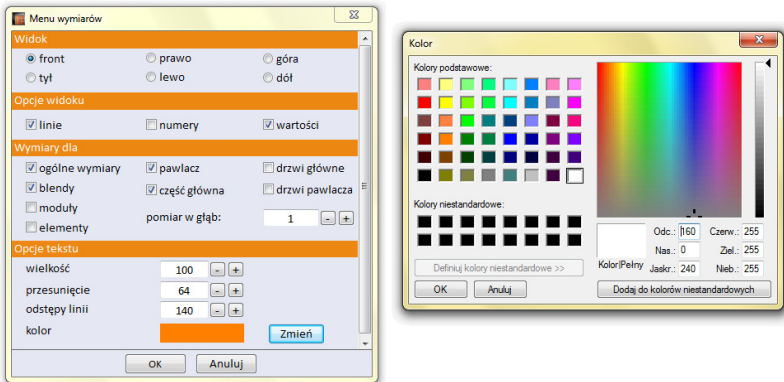 Menu wymiarów
Widok
front prawo góra
tył lewo dół
Opcje widoku
linie numery wartości
Wymiary dla
ogólne wymiary pawlacz drzwi główne
blendy część główna drzwi pawlacza
moduły
elementy pomiar w głąb: 1 - +
Opcje tekstu
wielkość 100 - +
przesunięcie 64 - +
odstępy linii 140 - +
kolor Zmień
OK Anuluj
Kolor
Kolory podstawowe:
Kolory niestandardowe:
Definiuj kolory niestandardowe >>
OK Anuluj
Kolor|Pełny
Odc.: 160 Czerw.: 255
Nas.: 0 Ziel.: 255
Jaskr.: 240 Nieb.: 255
Dodaj do kolorów niestandardowych